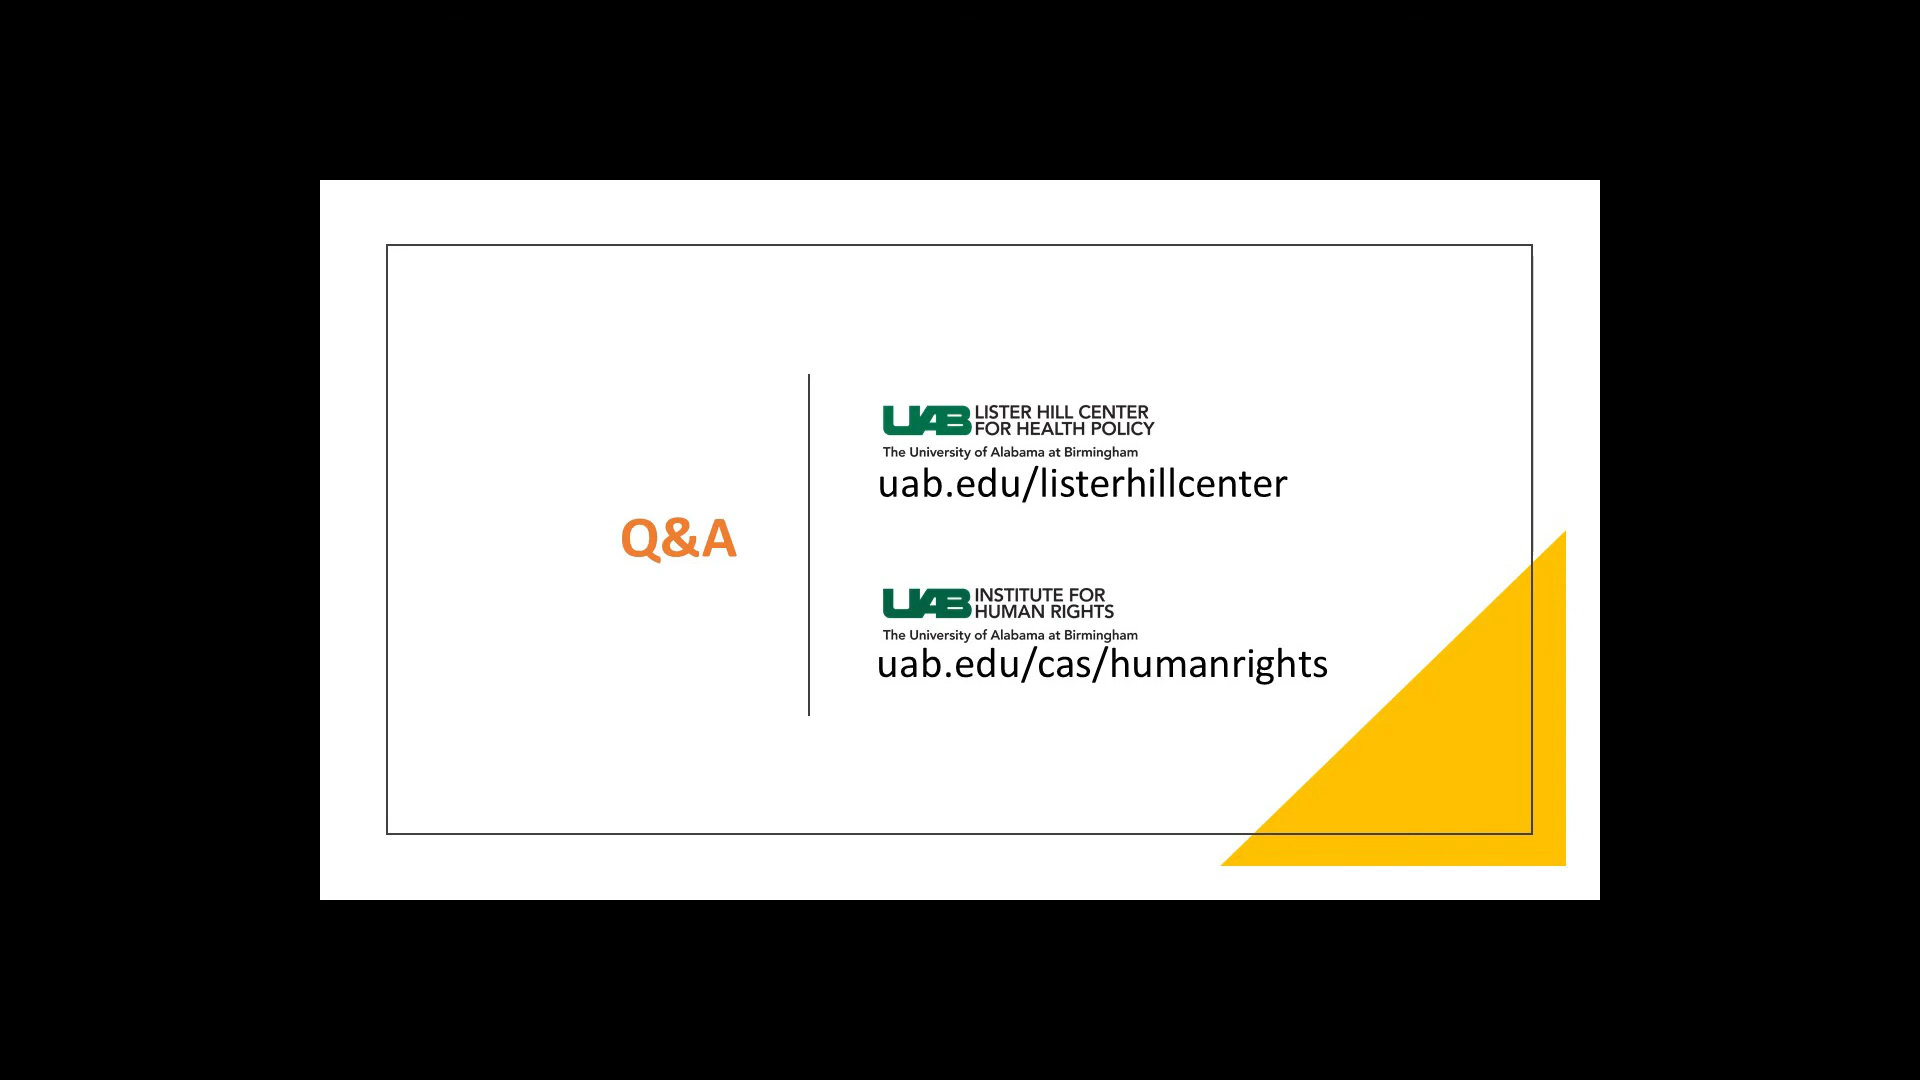 Q&A
UAB LISTER HILL CENTER
FOR HEALTH POLICY
The University of Alabama at Birmingham
uab.edu/listerhillcenter
UAB INSTITUTE FOR
HUMAN RIGHTS
The University of Alabama at Birmingham
uab.edu/cas/humanrights